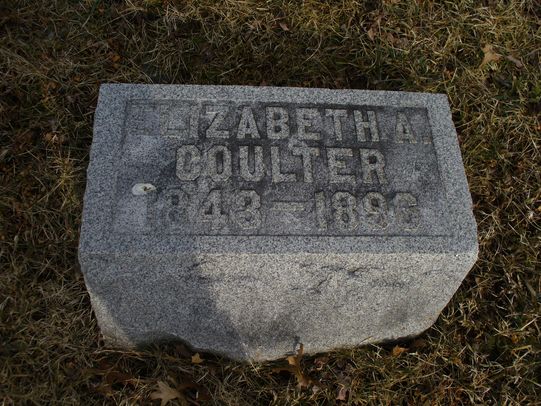 ELIZABETH A.
COULTER
1843 — 1896